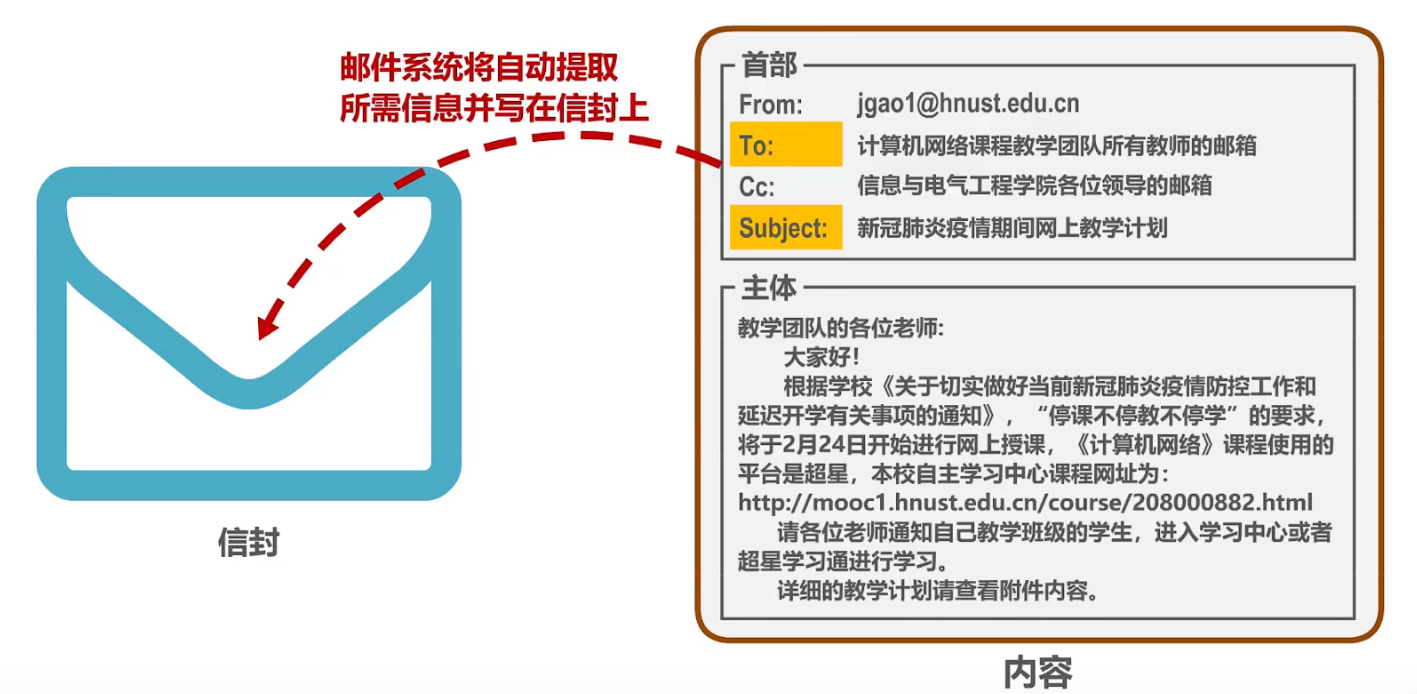 邮件系统将自动提取
所需信息并写在信封上
信封
首部
From: jgao1@hnust.edu.cn
To: 计算机网络课程教学团队所有教师的邮箱
Cc: 信息与电气工程学院各位领导的邮箱
Subject: 新冠肺炎疫情期间网上教学计划
主体
教学团队的各位老师:
大家好！
根据学校《关于切实做好当前新冠肺炎疫情防控工作和
延迟开学有关事项的通知》，“停课不停教不停学”的要求，
将于2月24日开始进行网上授课，《计算机网络》课程使用的
平台是超星，本校自主学习中心课程网址为：
http://mooc1.hnust.edu.cn/course/208000882.html
请各位老师通知自己教学班级的学生，进入学习中心或者
超星学习通进行学习。
详细的教学计划请查看附件内容。
内容